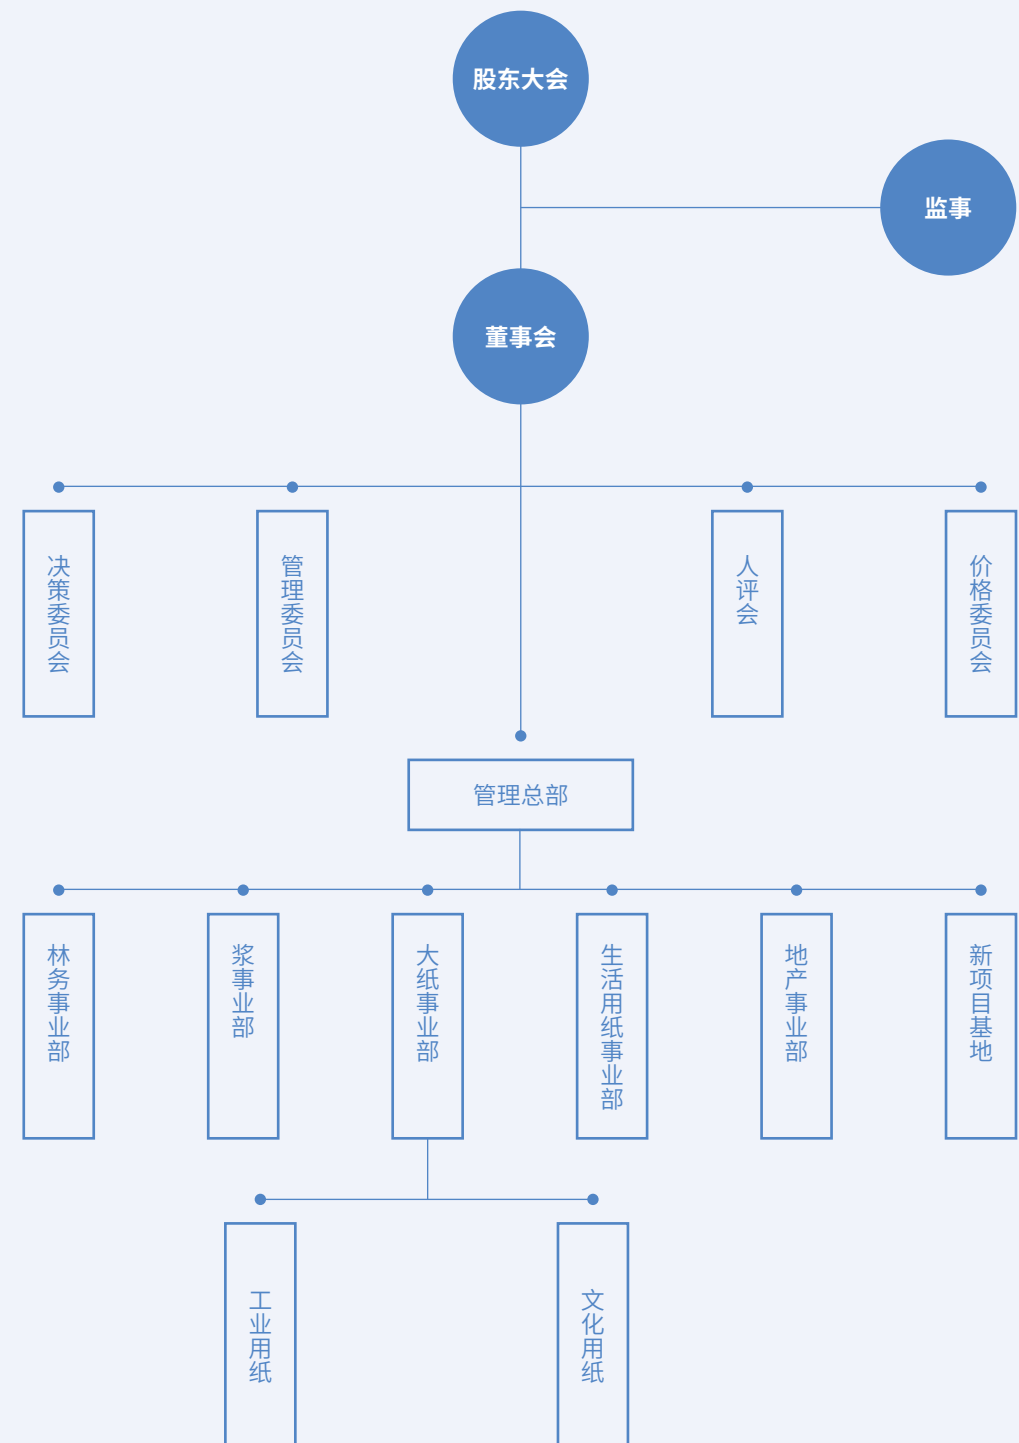 股东大会
监事
董事会
决策委员会
管理委员会
人评会
价格委员会
管理总部
林务事业部
浆事业部
大纸事业部
生活用纸事业部
地产事业部
新项目基地
工业用纸
文化用纸